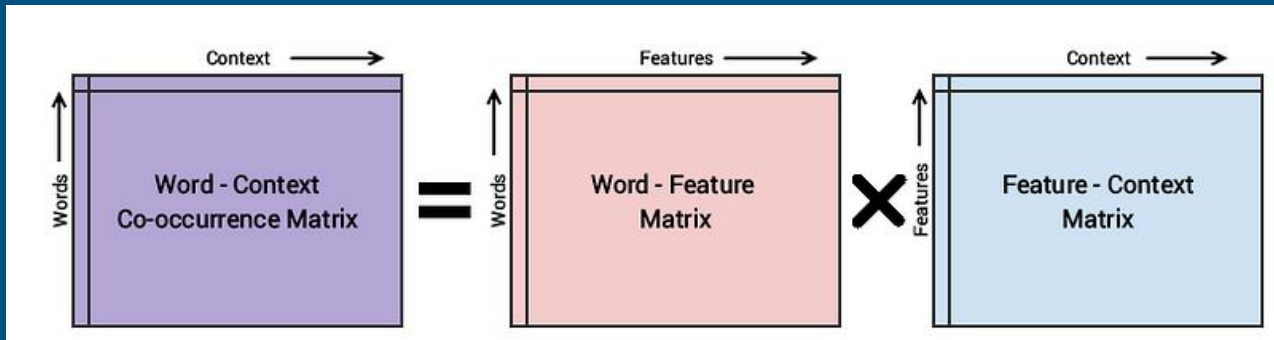 Context
Words
Word - Context
Co-occurrence Matrix
Features
Words
Word - Feature
Matrix
Context
Features
Feature - Context
Matrix